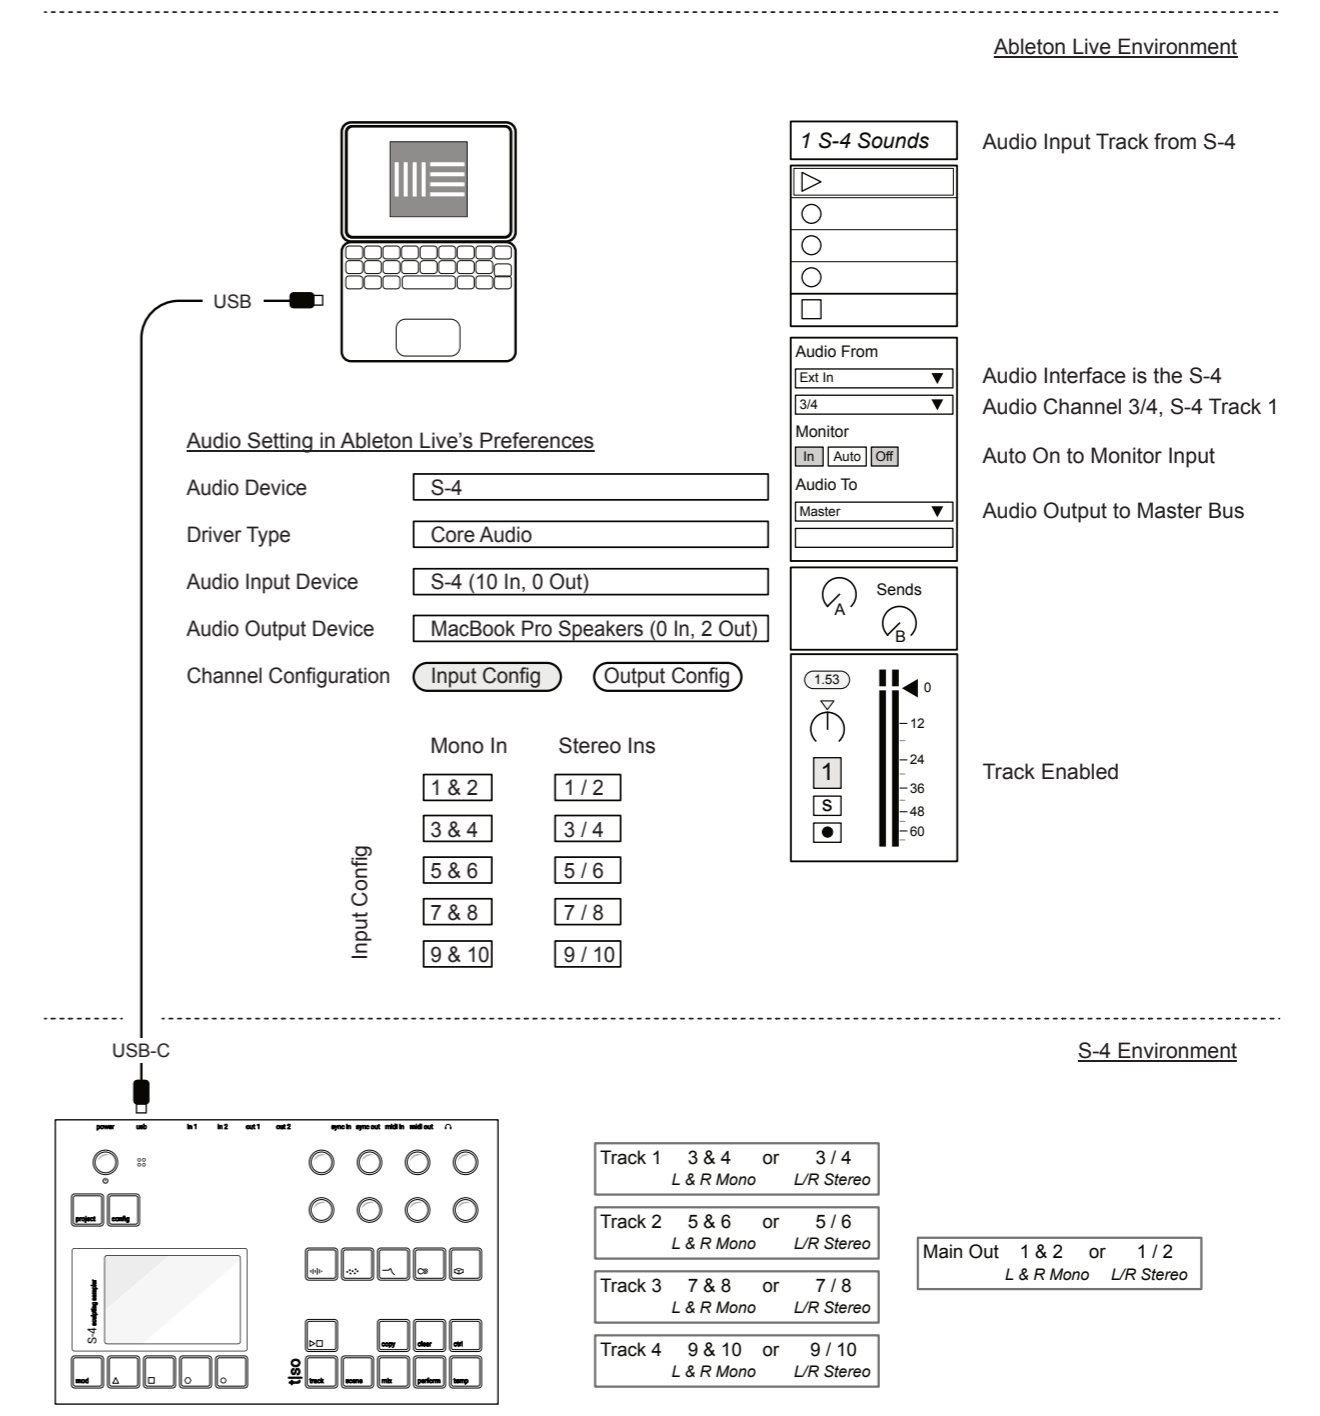 Ableton Live Environment
1 S-4 Sounds
Audio Input Track from S-4
USB
Audio From
Ext In
Audio Interface is the S-4
3/4
Audio Channel 3/4, S-4 Track 1
Monitor
In Auto Off
Auto On to Monitor Input
Audio To
Master
Audio Output to Master Bus
Sends
A
B
1.53
0
12
24
36
48
60
1
S
Track Enabled
Audio Setting in Ableton Live's Preferences
Audio Device S-4
Driver Type Core Audio
Audio Input Device S-4 (10 In, 0 Out)
Audio Output Device MacBook Pro Speakers (0 In, 2 Out)
Channel Configuration Input Config Output Config
Input Config
Mono In Stereo Ins
1 & 2 1 / 2
3 & 4 3 / 4
5 & 6 5 / 6
7 & 8 7 / 8
9 & 10 9 / 10
USB-C
S-4 Environment
power usb in 1 in 2 out 1 out 2 sync in sync out midi in midi out
project config
S-4 sculpting sampler
copy clear ctrl
mod
t|so
track scene mix perform temp
Track 1 3 & 4 or 3 / 4
L & R Mono L/R Stereo
Track 2 5 & 6 or 5 / 6
L & R Mono L/R Stereo
Track 3 7 & 8 or 7 / 8
L & R Mono L/R Stereo
Track 4 9 & 10 or 9 / 10
L & R Mono L/R Stereo
Main Out 1 & 2 or 1 / 2
L & R Mono L/R Stereo